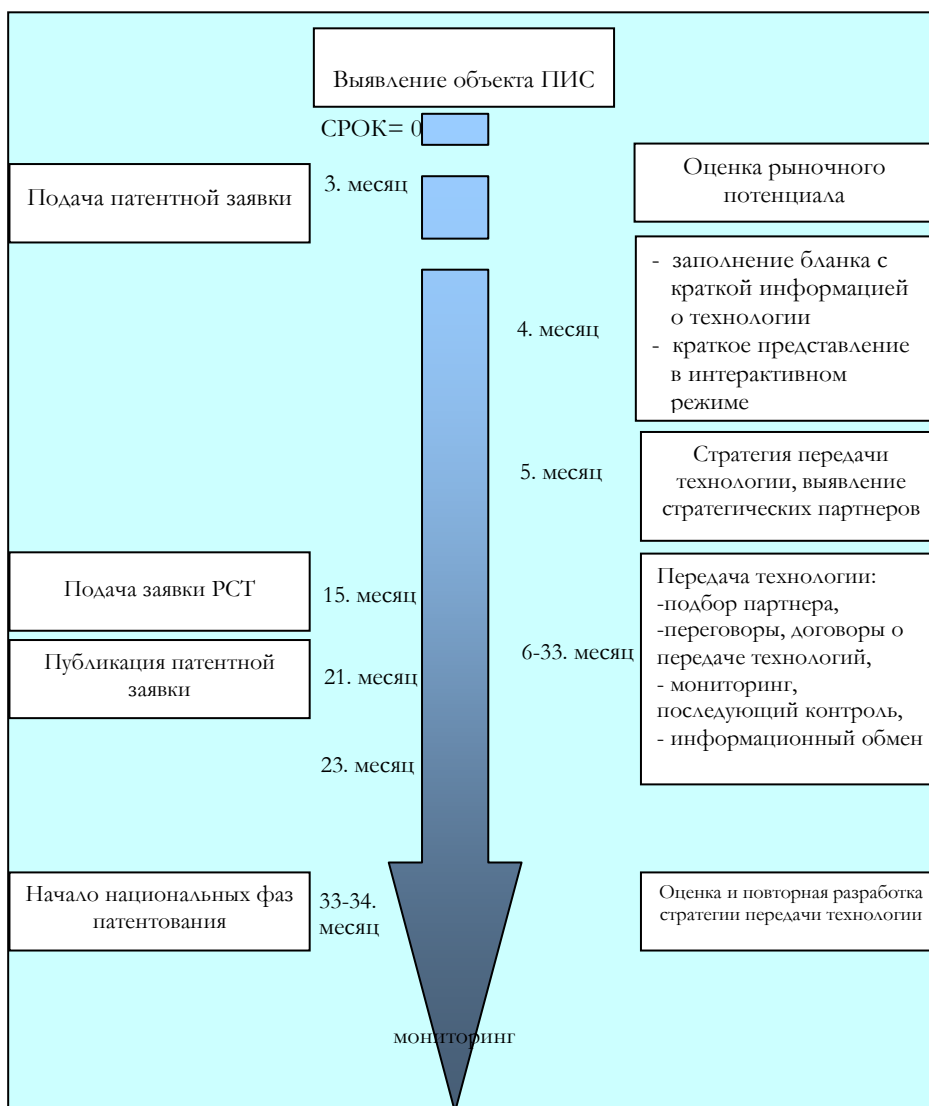 Выявление объекта ПИС
СРОК= 0
Подача патентной заявки
3. месяц
Оценка рыночного
потенциала
- заполнение бланка с
краткой информацией
о технологии
- краткое представление
в интерактивном
режиме
4. месяц
5. месяц
Стратегия передачи
технологии, выявление
стратегических партнеров
Подача заявки PCT
15. месяц
Публикация патентной
заявки
21. месяц
23. месяц
6-33. месяц
Передача технологии:
-подбор партнера,
-переговоры, договоры о
передаче технологий,
- мониторинг,
последующий контроль,
- информационный обмен
Начало национальных фаз
патентования
33-34.
месяц
Оценка и повторная разработка
стратегии передачи технологии
мониторинг